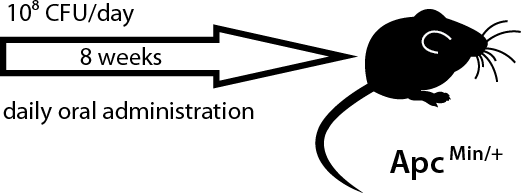 10⁸ CFU/day
8 weeks
daily oral administration
Apc Min/+